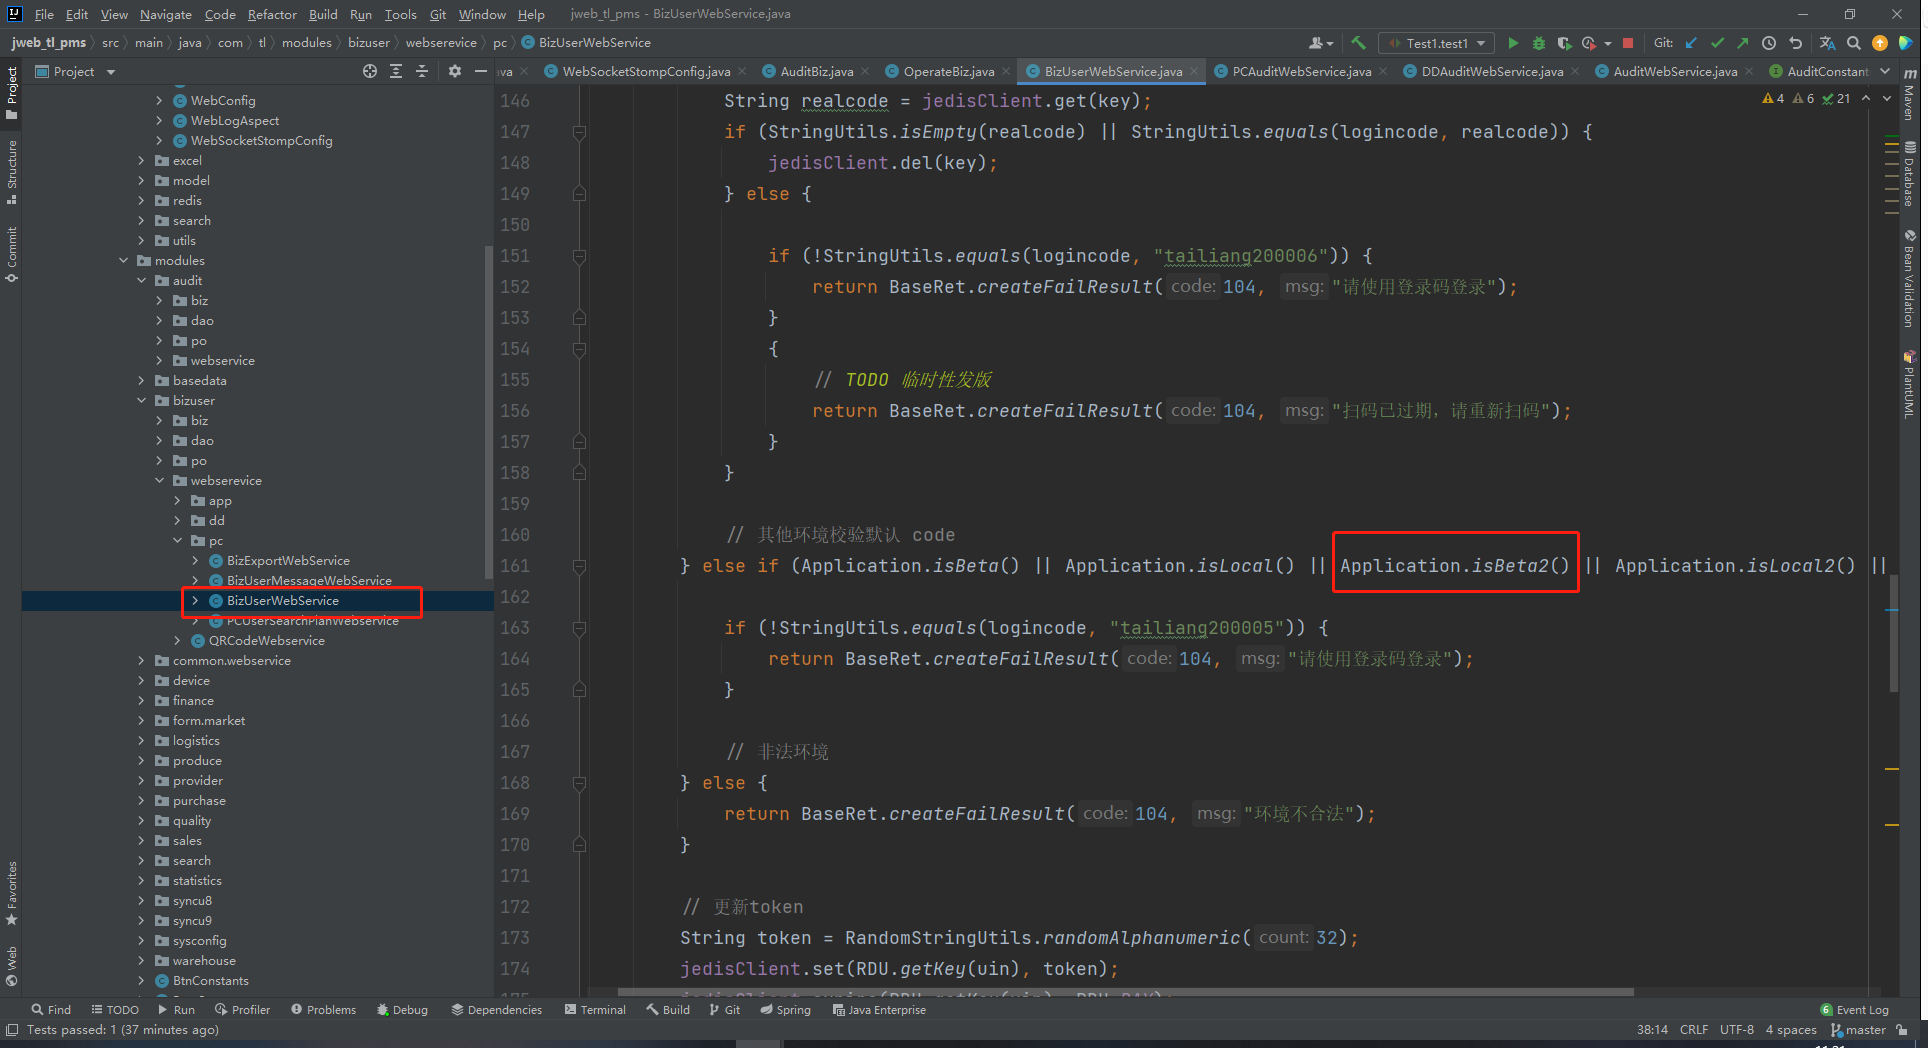 File Edit View Navigate Code Refactor Build Run Tools Git Window Help jweb_tl_pms - BizUserWebService.java
jweb_tl_pms src main java com tl modules bizuser webserevice pc BizUserWebService Test1.test1 Git:
Project
ava WebSocketStompConfig.java AuditBiz.java OperateBiz.java BizUserWebService.java PCAuditWebService.java DDAuditWebService.java AuditWebService.java AuditConstant
Project
Structure
Commit
Favorites
Web
WebConfig
WebLogAspect
WebSocketStompConfig
excel
model
redis
search
utils
modules
audit
biz
dao
po
webservice
basedata
bizuser
biz
dao
po
webserevice
app
dd
pc
BizExportWebService
BizUserMessageWebService
BizUserWebService
PCUserSearchPlanWebservice
QRCodeWebservice
common.webservice
device
finance
form.market
logistics
produce
provider
purchase
quality
sales
search
statistics
syncu8
syncu9
sysconfig
warehouse
BtnConstants
4 6 21
146 String realcode = jedisClient.get(key);
147 if (StringUtils.isEmpty(realcode) || StringUtils.equals(logincode, realcode)) {
148 jedisClient.del(key);
149 } else {
150
151 if (!StringUtils.equals(logincode, "tailiang200006")) {
152 return BaseRet.createFailResult( code: 104, msg: "请使用登录码登录");
153 }
154 {
155 // TODO 临时性发版
156 return BaseRet.createFailResult( code: 104, msg: "扫码已过期，请重新扫码");
157 }
158 }
159
160 // 其他环境校验默认 code
161 } else if (Application.isBeta() || Application.isLocal() || Application.isBeta2() || Application.isLocal2() ||
162
163 if (!StringUtils.equals(logincode, "tailiang200005")) {
164 return BaseRet.createFailResult( code: 104, msg: "请使用登录码登录");
165 }
166
167 // 非法环境
168 } else {
169 return BaseRet.createFailResult( code: 104, msg: "环境不合法");
170 }
171
172 // 更新token
173 String token = RandomStringUtils.randomAlphanumeric( count: 32);
174 jedisClient.set(RDU.getKey(uin), token);
Maven
Database
Bean Validation
PlantUML
Find TODO Run Profiler Problems Debug Dependencies Terminal Build Git Spring Java Enterprise 6 Event Log
Tests passed: 1 (37 minutes ago) 38:14 CRLF UTF-8 4 spaces master